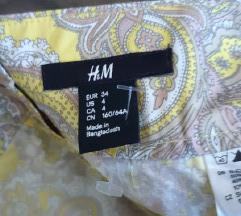 H&M
EUR 34
US 4
CA 4
CN 160/64A
Made in
Bangladesh